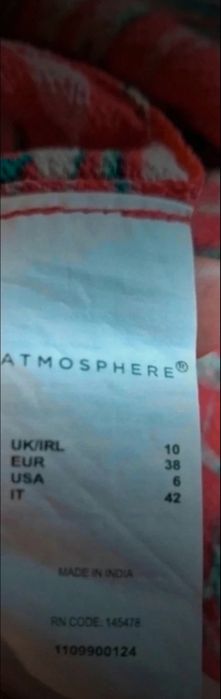 ATMOSPHERE®
UK/IRL 10
EUR 38
USA 6
IT 42
MADE IN INDIA
RN CODE: 145478
1109900124